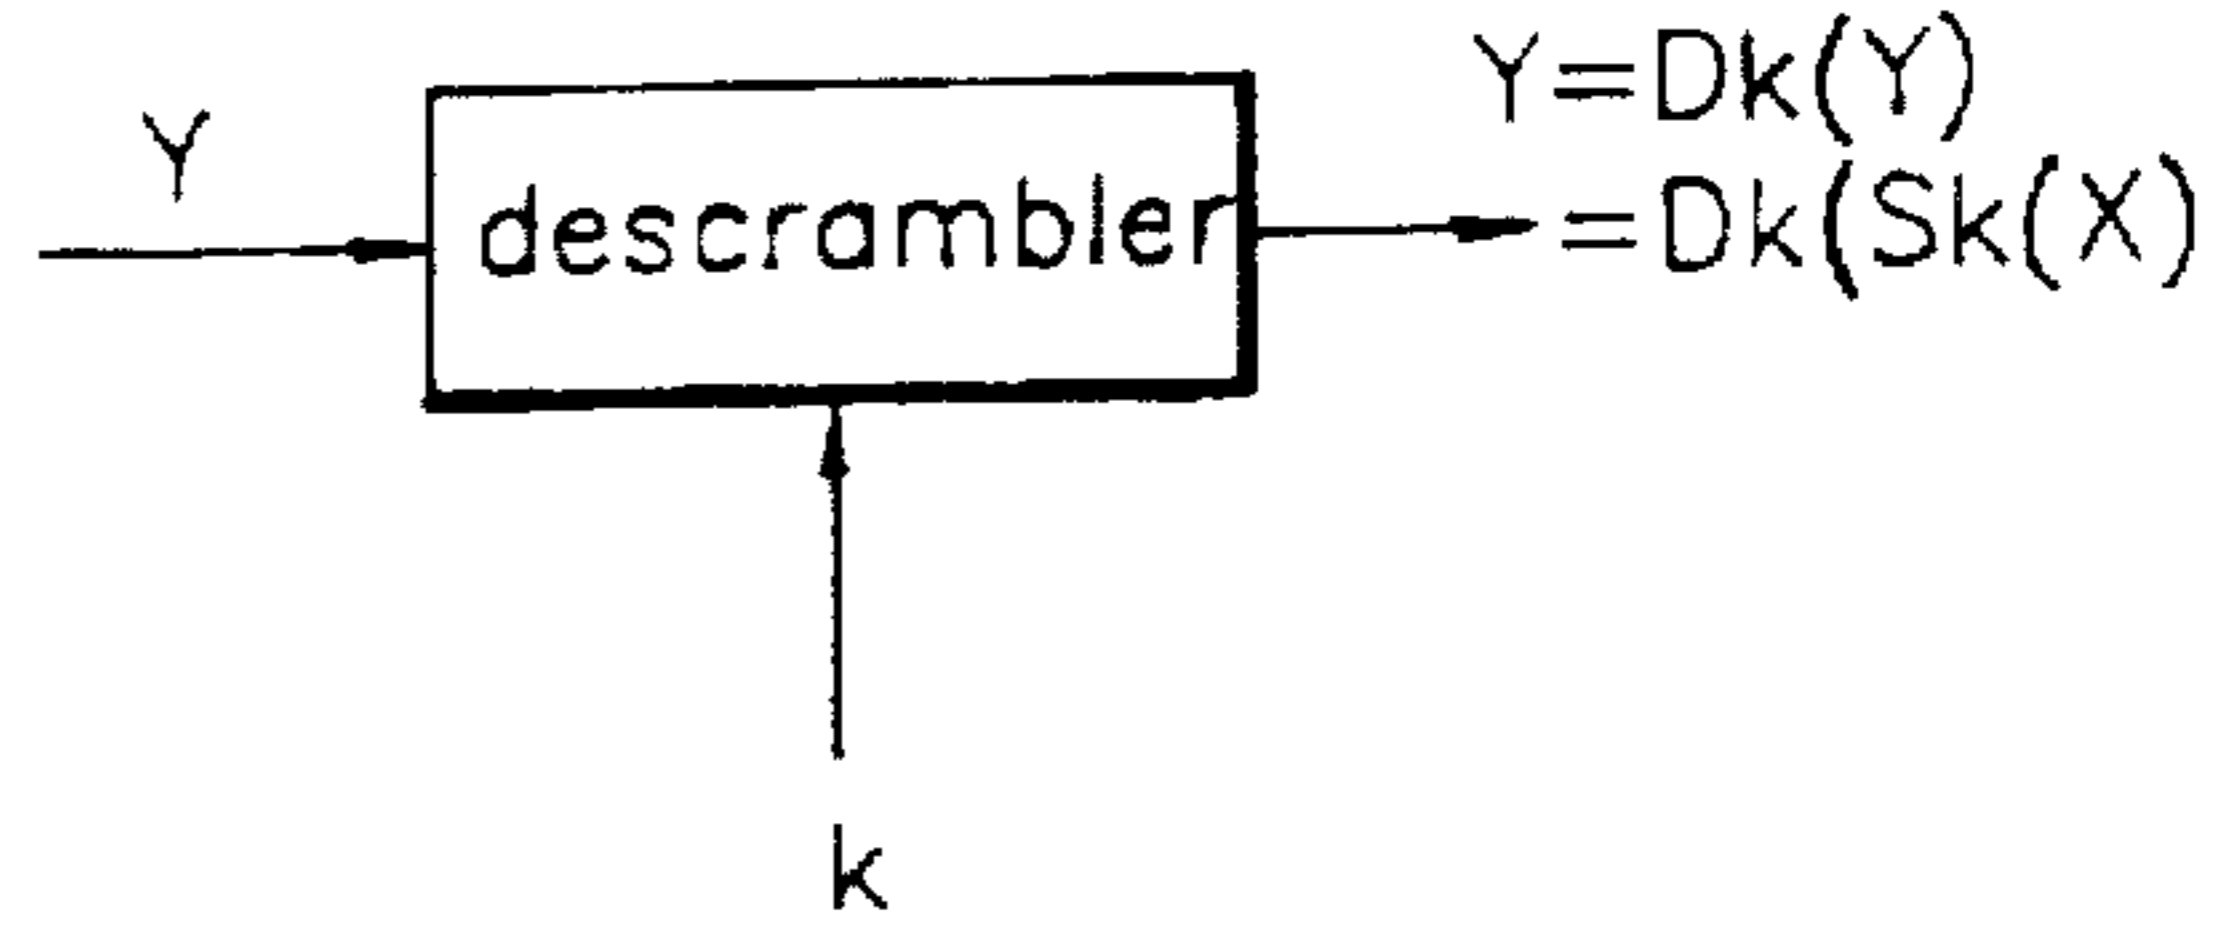 Y
descrambler
Y=Dk(Y)
=Dk(Sk(X)
k